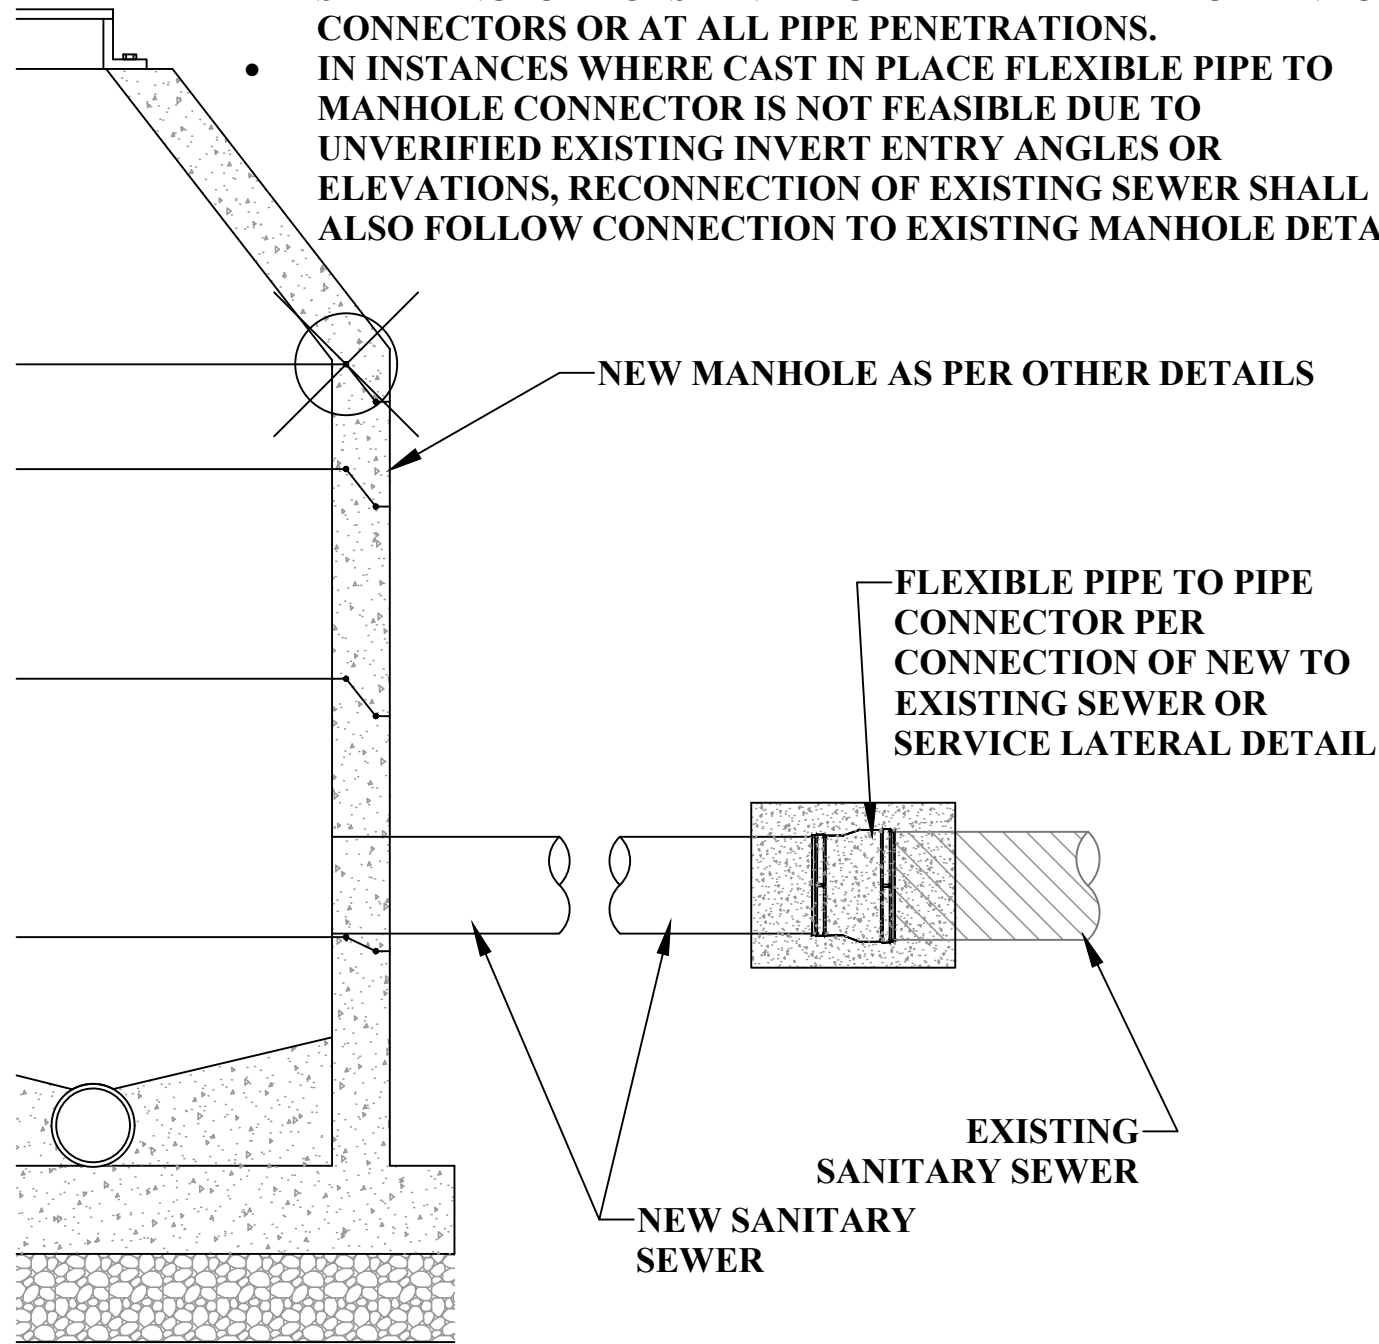 CONNECTORS OR AT ALL PIPE PENETRATIONS.
• IN INSTANCES WHERE CAST IN PLACE FLEXIBLE PIPE TO
MANHOLE CONNECTOR IS NOT FEASIBLE DUE TO
UNVERIFIED EXISTING INVERT ENTRY ANGLES OR
ELEVATIONS, RECONNECTION OF EXISTING SEWER SHALL
ALSO FOLLOW CONNECTION TO EXISTING MANHOLE
NEW MANHOLE AS PER OTHER DETAILS
FLEXIBLE PIPE TO PIPE
CONNECTOR PER
CONNECTION OF NEW TO
EXISTING SEWER OR
SERVICE LATERAL DETAIL
EXISTING
SANITARY SEWER
NEW SANITARY
SEWER